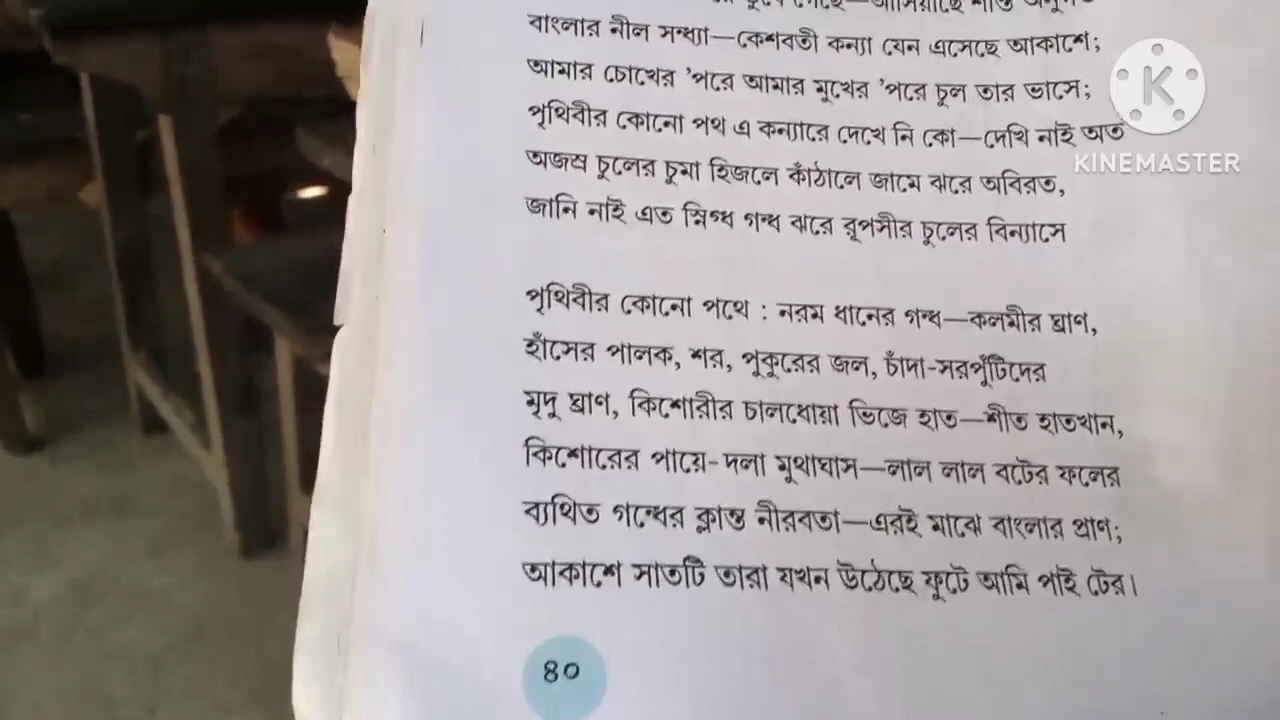 বাংলার নীল সন্ধ্যা—কেশবতী কন্যা যেন এসেছে আকাশে;
আমার চোখের 'পরে আমার মুখের 'পরে চুল তার ভাসে;
পৃথিবীর কোনো পথ এ কন্যারে দেখে নি কো—দেখি নাই অত
অজস্র চুলের চুমা হিজলে কাঁঠালে জামে ঝরে অবিরত,
জানি নাই এত স্নিগ্ধ গন্ধ ঝরে রূপসীর চুলের বিন্যাসে
পৃথিবীর কোনো পথে : নরম ধানের গন্ধ—কলমীর ঘ্রাণ,
হাঁসের পালক, শর, পুকুরের জল, চাঁদা-সরপুঁটিদের
মৃদু ঘ্রাণ, কিশোরীর চালধোয়া ভিজে হাত—শীত হাতখান,
কিশোরের পায়ে-দলা মুথাঘাস—লাল লাল বটের ফলের
ব্যথিত গন্ধের ক্লান্ত নীরবতা—এরই মাঝে বাংলার প্রাণ;
আকাশে সাতটি তারা যখন উঠেছে ফুটে আমি পাই টের।
৪০
K
KINEMASTER